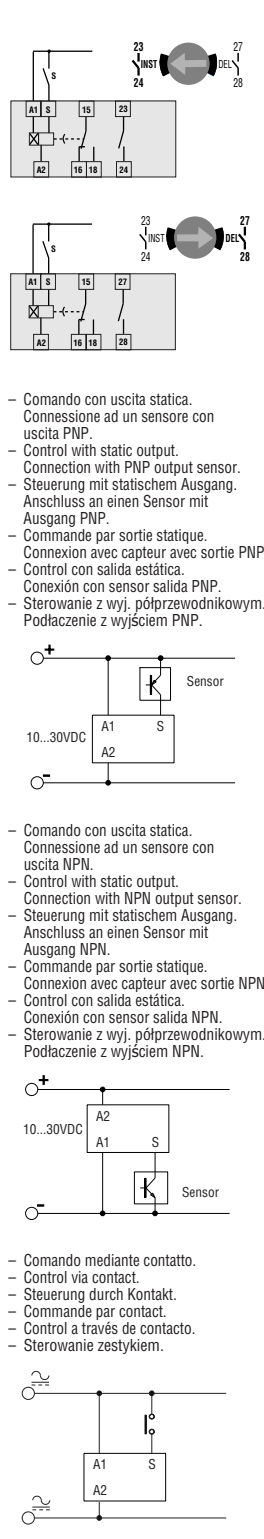 23 27
INST DEL
24 28
S
A1 S 15 23
A2 16 18 24
23 27
INST DEL
24 28
S
A1 S 15 27
A2 16 18 28
– Comando con uscita statica.
Connessione ad un sensore con
uscita PNP.
– Control with static output.
Connection with PNP output sensor.
– Steuerung mit statischem Ausgang.
Anschluss an einen Sensor mit
Ausgang PNP.
– Commande par sortie statique.
Connexion avec capteur avec sortie PNP
– Control con salida estática.
Conexión con sensor salida PNP.
– Sterowanie z wyj. półprzewodnikowym.
Podłaczenie z wyjściem PNP.
+
Sensor
A1 S
10...30VDC
A2
-
– Comando con uscita statica.
Connessione ad un sensore con
uscita NPN.
– Control with static output.
Connection with NPN output sensor.
– Steuerung mit statischem Ausgang.
Anschluss an einen Sensor mit
Ausgang NPN.
– Commande par sortie statique.
Connexion avec capteur avec sortie NPN
– Control con salida estática.
Conexión con sensor salida NPN.
– Sterowanie z wyj. półprzewodnikowym.
Podłaczenie z wyjściem NPN.
+
A2
10...30VDC
A1 S
Sensor
-
– Comando mediante contatto.
– Control via contact.
– Steuerung durch Kontakt.
– Commande par contact.
– Control a través de contacto.
– Sterowanie zestykiem.
A1 S
A2